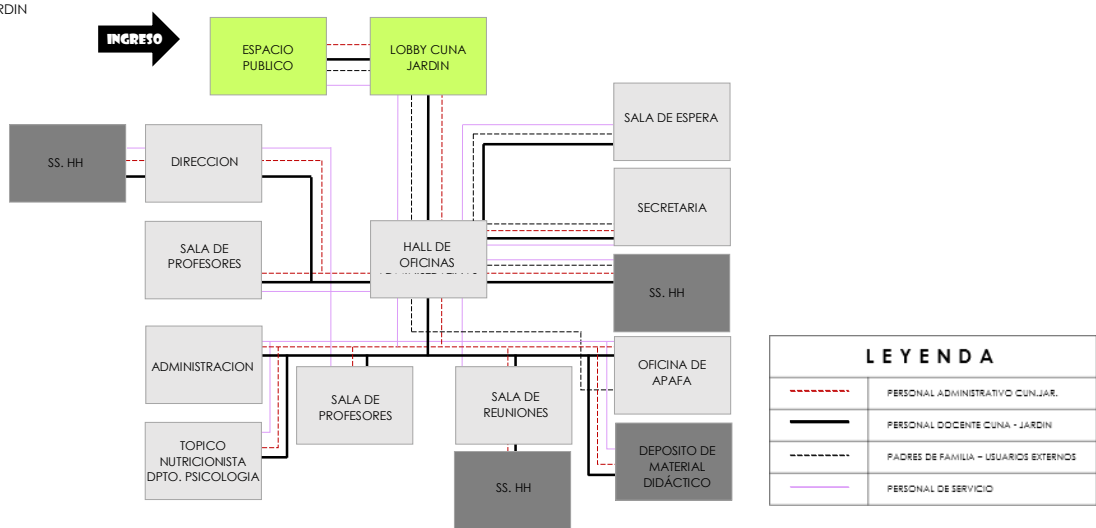 RDIN
INGRESO
ESPACIO
PUBLICO
LOBBY CUNA
JARDIN
SALA DE ESPERA
SS. HH
DIRECCION
SECRETARIA
SALA DE
PROFESORES
HALL DE
OFICINAS
SS. HH
ADMINISTRACION
OFICINA DE
APAFA
SALA DE
PROFESORES
SALA DE
REUNIONES
TOPICO
NUTRICIONISTA
DPTO. PSICOLOGIA
DEPOSITO DE
MATERIAL
DIDÁCTICO
SS. HH
LEYENDA
PERSONAL ADMINISTRATIVO CUN.JAR.
PERSONAL DOCENTE CUNA - JARDIN
PADRES DE FAMILIA – USUARIOS EXTERNOS
PERSONAL DE SERVICIO